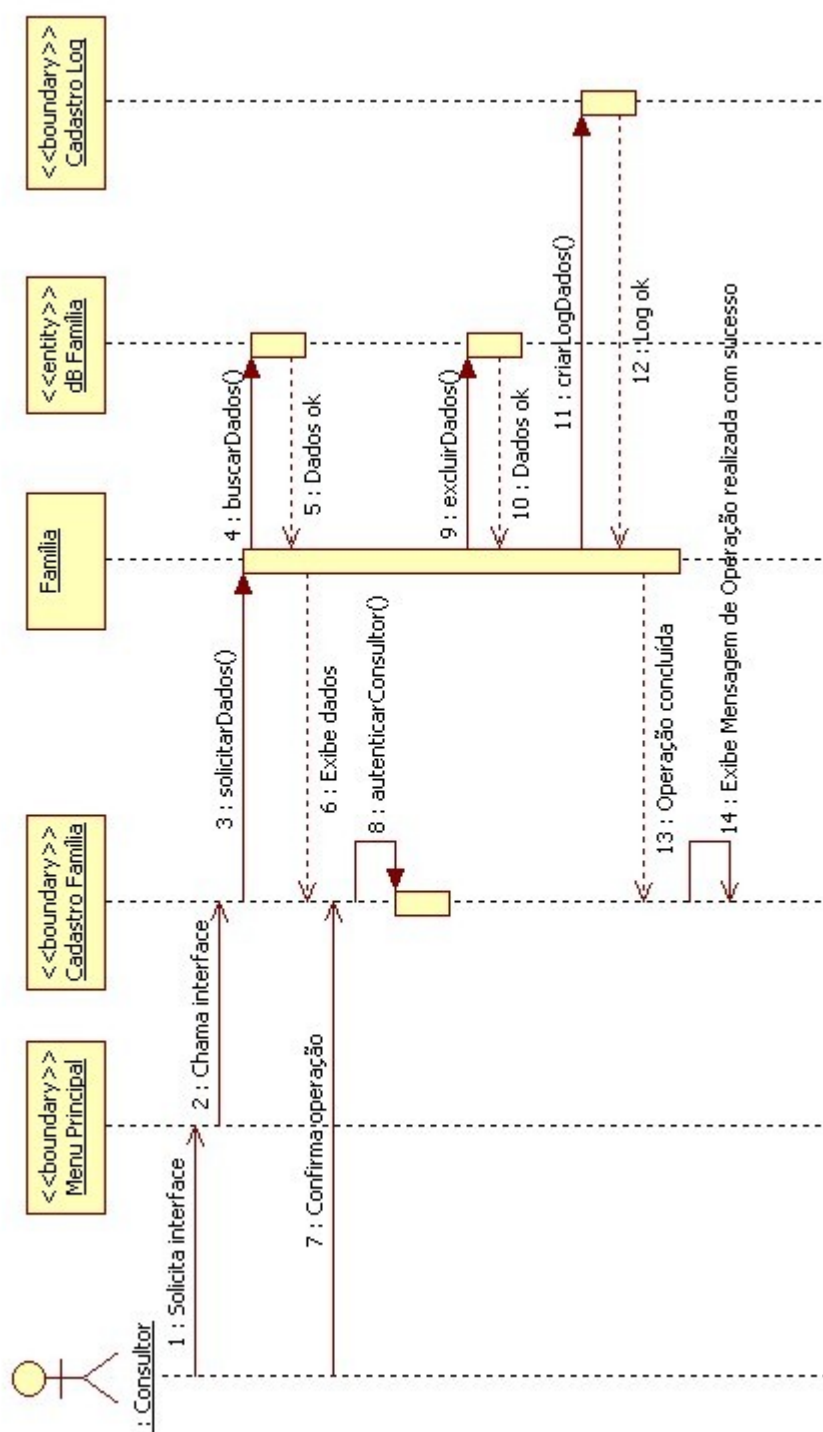 : Consultor
<<boundary>>
Menu Principal
<<boundary>>
Cadastro Família
Família
<<entity>>
dB Família
<<boundary>>
Cadastro Log
1 : Solicita interface
2 : Chama interface
3 : solicitarDados()
4 : buscarDados()
5 : Dados ok
6 : Exibe dados
7 : Confirma operação
8 : autenticarConsultor()
9 : excluirDados()
10 : Dados ok
11 : criarLogDados()
12 : Log ok
13 : Operação concluída
14 : Exibe Mensagem de Operação realizada com sucesso